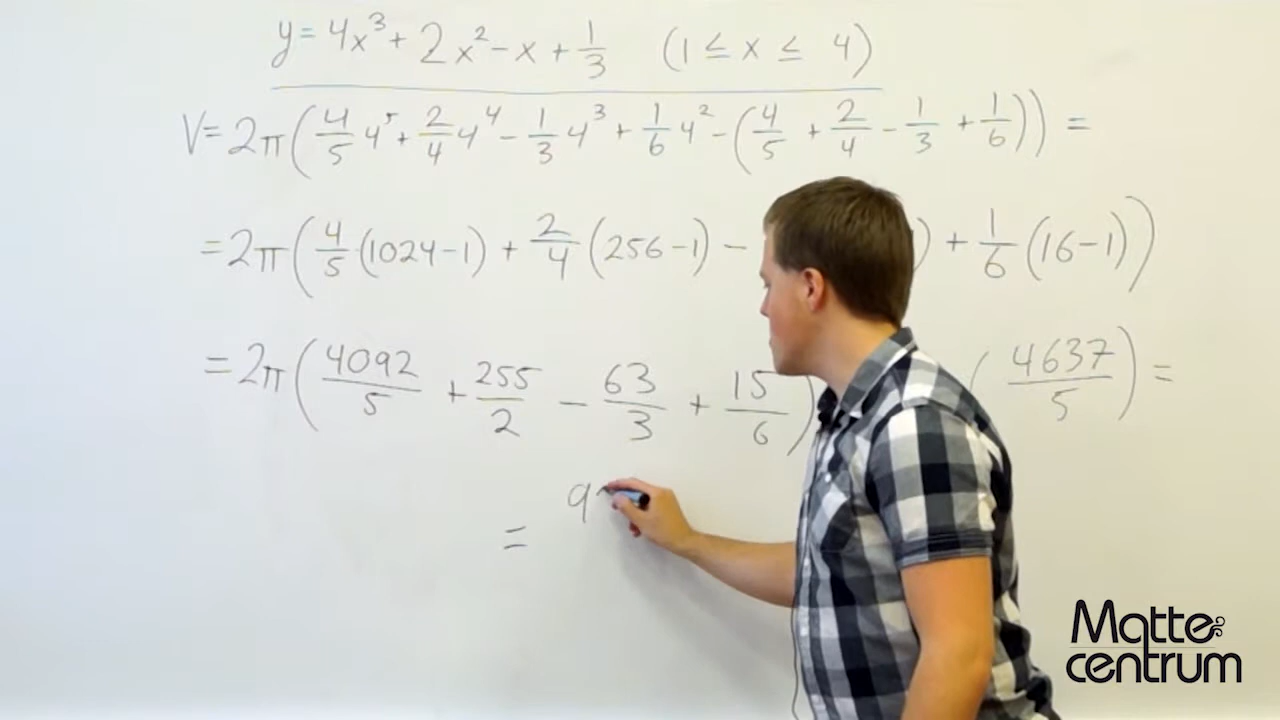 y = 4x³ + 2x² - x + 1/3 (1 ≤ x ≤ 4)
V = 2π(4/5 4⁵ + 2/4 4⁴ - 1/3 4³ + 1/6 4² - (4/5 + 2/4 - 1/3 + 1/6)) =
= 2π(4/5 (1024-1) + 2/4 (256-1) - ) + 1/6 (16-1))
= 2π(4092/5 + 255/2 - 63/3 + 15/6) ( 4637/5 ) =
= 9
Matte
centrum